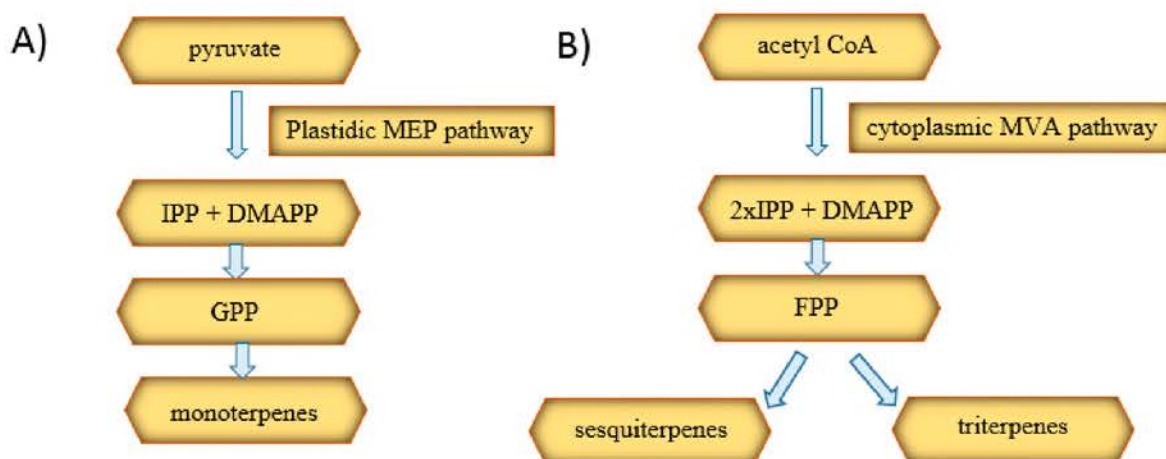 A)
pyruvate
Plastidic MEP pathway
IPP + DMAPP
GPP
monoterpenes
B)
acetyl CoA
cytoplasmic MVA pathway
2xIPP + DMAPP
FPP
sesquiterpenes
triterpenes